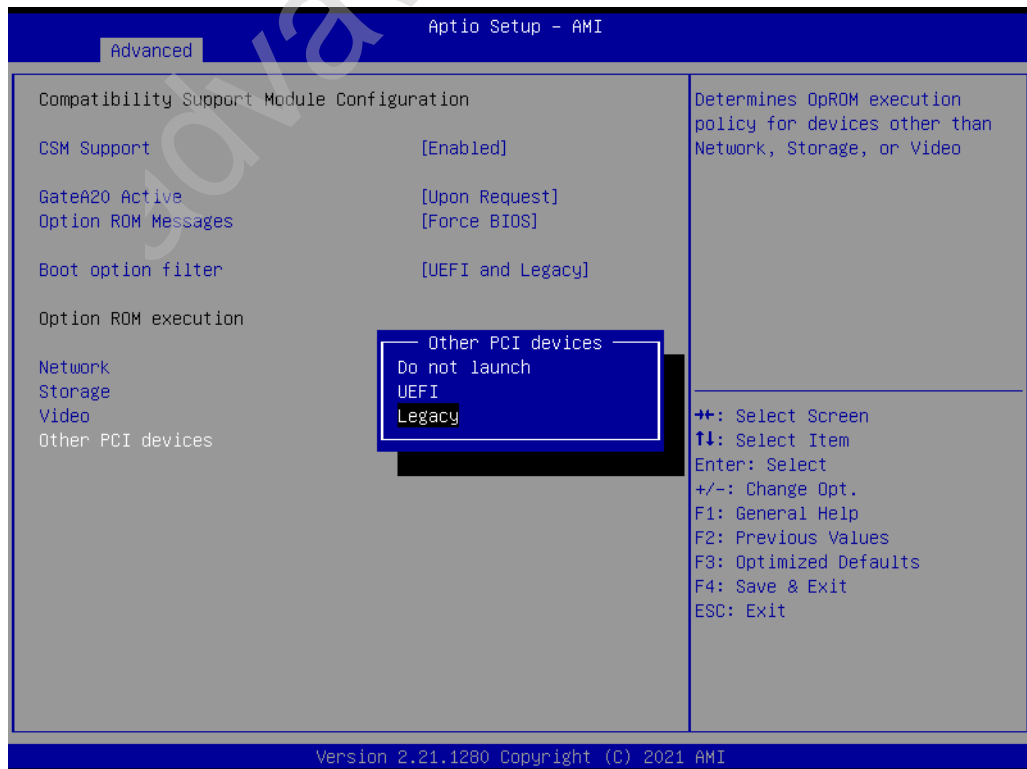 Aptio Setup – AMI
Advanced
Compatibility Support Module Configuration
CSM Support [Enabled]
GateA20 Active [Upon Request]
Option ROM Messages [Force BIOS]
Boot option filter [UEFI and Legacy]
Option ROM execution
Network
Storage
Video
Other PCI devices
Other PCI devices
Do not launch
UEFI
Legacy
Determines OpROM execution
policy for devices other than
Network, Storage, or Video
→←: Select Screen
↑↓: Select Item
Enter: Select
+/-: Change Opt.
F1: General Help
F2: Previous Values
F3: Optimized Defaults
F4: Save & Exit
ESC: Exit
Version 2.21.1280 Copyright (C) 2021 AMI